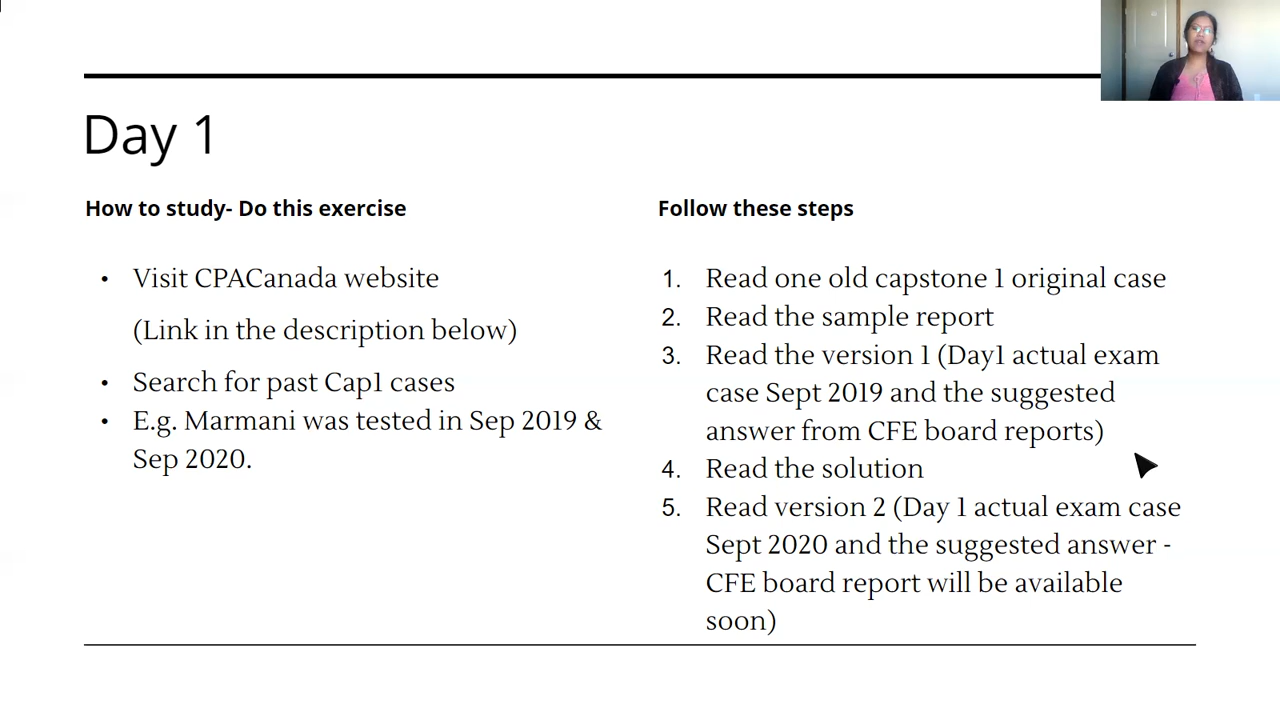 Day 1
How to study- Do this exercise
• Visit CPACanada website
(Link in the description below)
• Search for past Cap1 cases
• E.g. Marmani was tested in Sep 2019 &
Sep 2020.
Follow these steps
1. Read one old capstone 1 original case
2. Read the sample report
3. Read the version 1 (Day1 actual exam
case Sept 2019 and the suggested
answer from CFE board reports)
4. Read the solution
5. Read version 2 (Day 1 actual exam case
Sept 2020 and the suggested answer -
CFE board report will be available
soon)